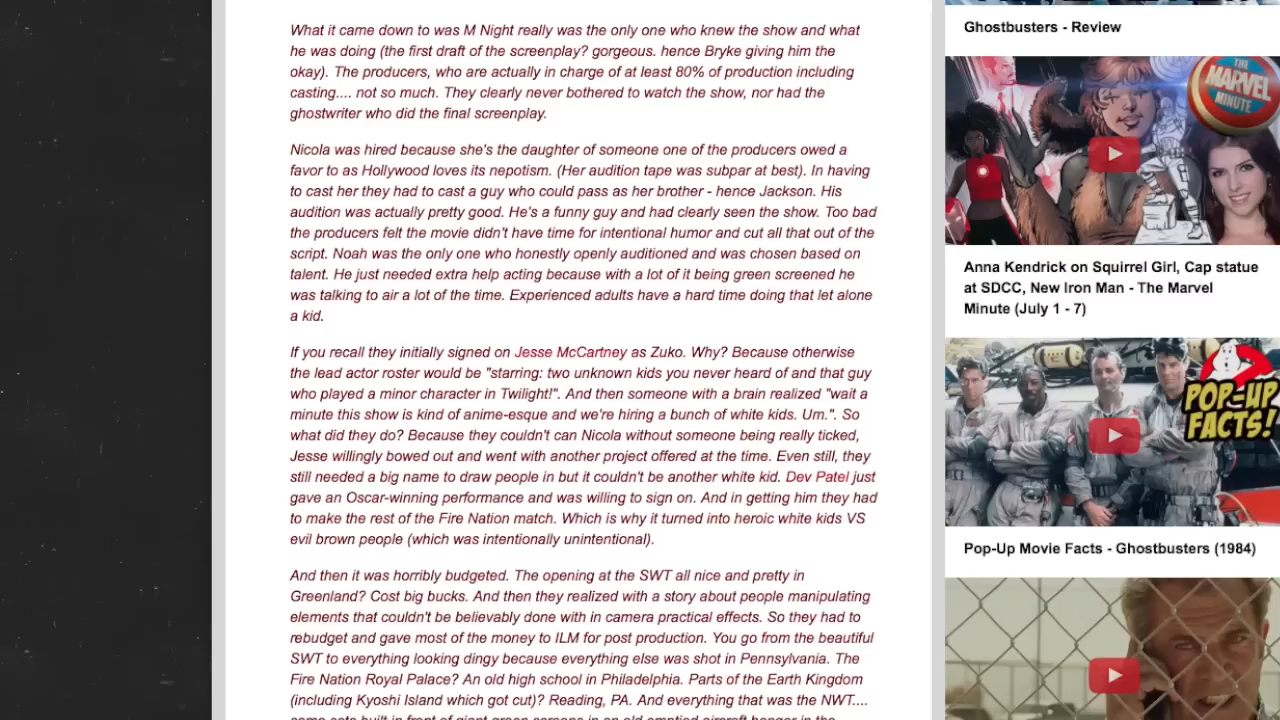 What it came down to was M Night really was the only one who knew the show and what
he was doing (the first draft of the screenplay? gorgeous. hence Bryke giving him the
okay). The producers, who are actually in charge of at least 80% of production including
casting.... not so much. They clearly never bothered to watch the show, nor had the
ghostwriter who did the final screenplay.
Nicola was hired because she's the daughter of someone one of the producers owed a
favor to as Hollywood loves its nepotism. (Her audition tape was subpar at best). In having
to cast her they had to cast a guy who could pass as her brother - hence Jackson. His
audition was actually pretty good. He's a funny guy and had clearly seen the show. Too bad
the producers felt the movie didn't have time for intentional humor and cut all that out of the
script. Noah was the only one who honestly openly auditioned and was chosen based on
talent. He just needed extra help acting because with a lot of it being green screened he
was talking to air a lot of the time. Experienced adults have a hard time doing that let alone
a kid.
If you recall they initially signed on Jesse McCartney as Zuko. Why? Because otherwise
the lead actor roster would be "starring: two unknown kids you never heard of and that guy
who played a minor character in Twilight!". And then someone with a brain realized "wait a
minute this show is kind of anime-esque and we're hiring a bunch of white kids. Um.". So
what did they do? Because they couldn't can Nicola without someone being really ticked,
Jesse willingly bowed out and went with another project offered at the time. Even still, they
still needed a big name to draw people in but it couldn't be another white kid. Dev Patel just
gave an Oscar-winning performance and was willing to sign on. And in getting him they had
to make the rest of the Fire Nation match. Which is why it turned into heroic white kids VS
evil brown people (which was intentionally unintentional).
And then it was horribly budgeted. The opening at the SWT all nice and pretty in
Greenland? Cost big bucks. And then they realized with a story about people manipulating
elements that couldn't be believably done with in camera practical effects. So they had to
rebudget and gave most of the money to ILM for post production. You go from the beautiful
SWT to everything looking dingy because everything else was shot in Pennsylvania. The
Fire Nation Royal Palace? An old high school in Philadelphia. Parts of the Earth Kingdom
(including Kyoshi Island which got cut)? Reading, PA. And everything that was the NWT....
some sets built in front of giant green screens in an old emptied aircraft hanger in the
Ghostbusters - Review
THE
MARVEL
MINUTE
Anna Kendrick on Squirrel Girl, Cap statue
at SDCC, New Iron Man - The Marvel
Minute (July 1 - 7)
POP-UP
FACTS!
Pop-Up Movie Facts - Ghostbusters (1984)